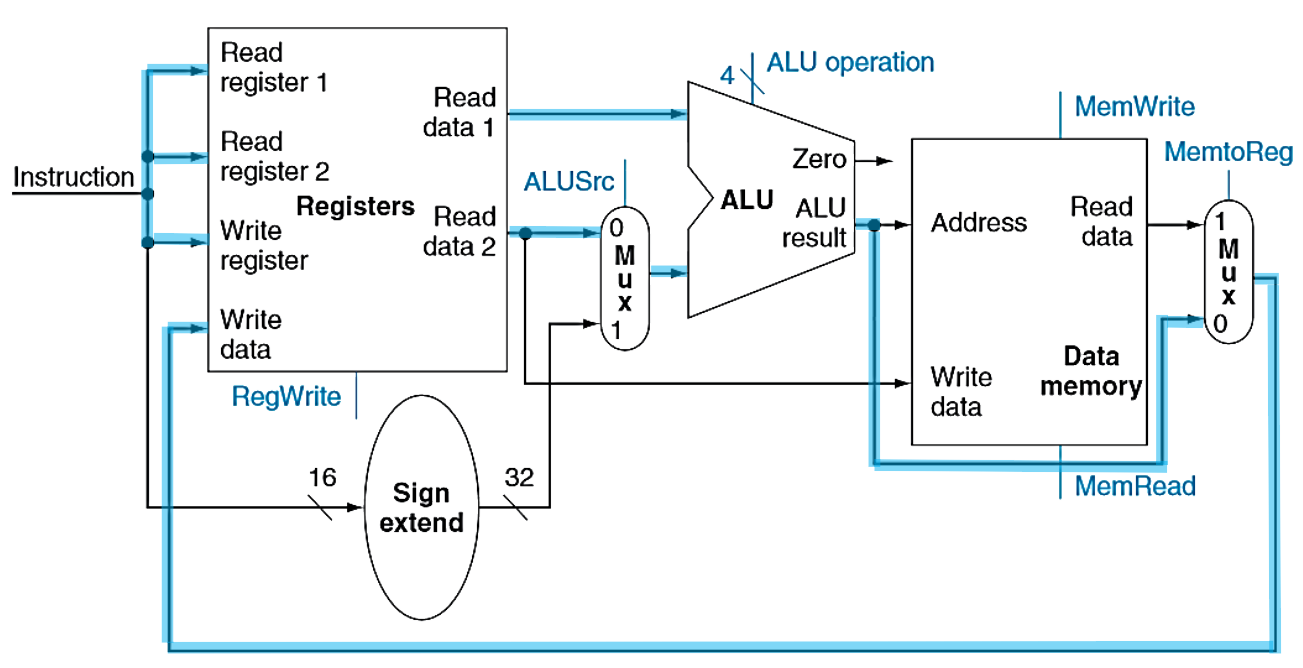 Instruction
Read
register 1
Read
register 2
Registers
Write
register
Write
data
Read
data 1
Read
data 2
RegWrite
16
Sign
extend
32
ALUSrc
0
M
u
x
1
4
ALU operation
ALU
Zero
ALU
result
MemWrite
Address
Read
data
Write
data
Data
memory
MemRead
MemtoReg
1
M
u
x
0